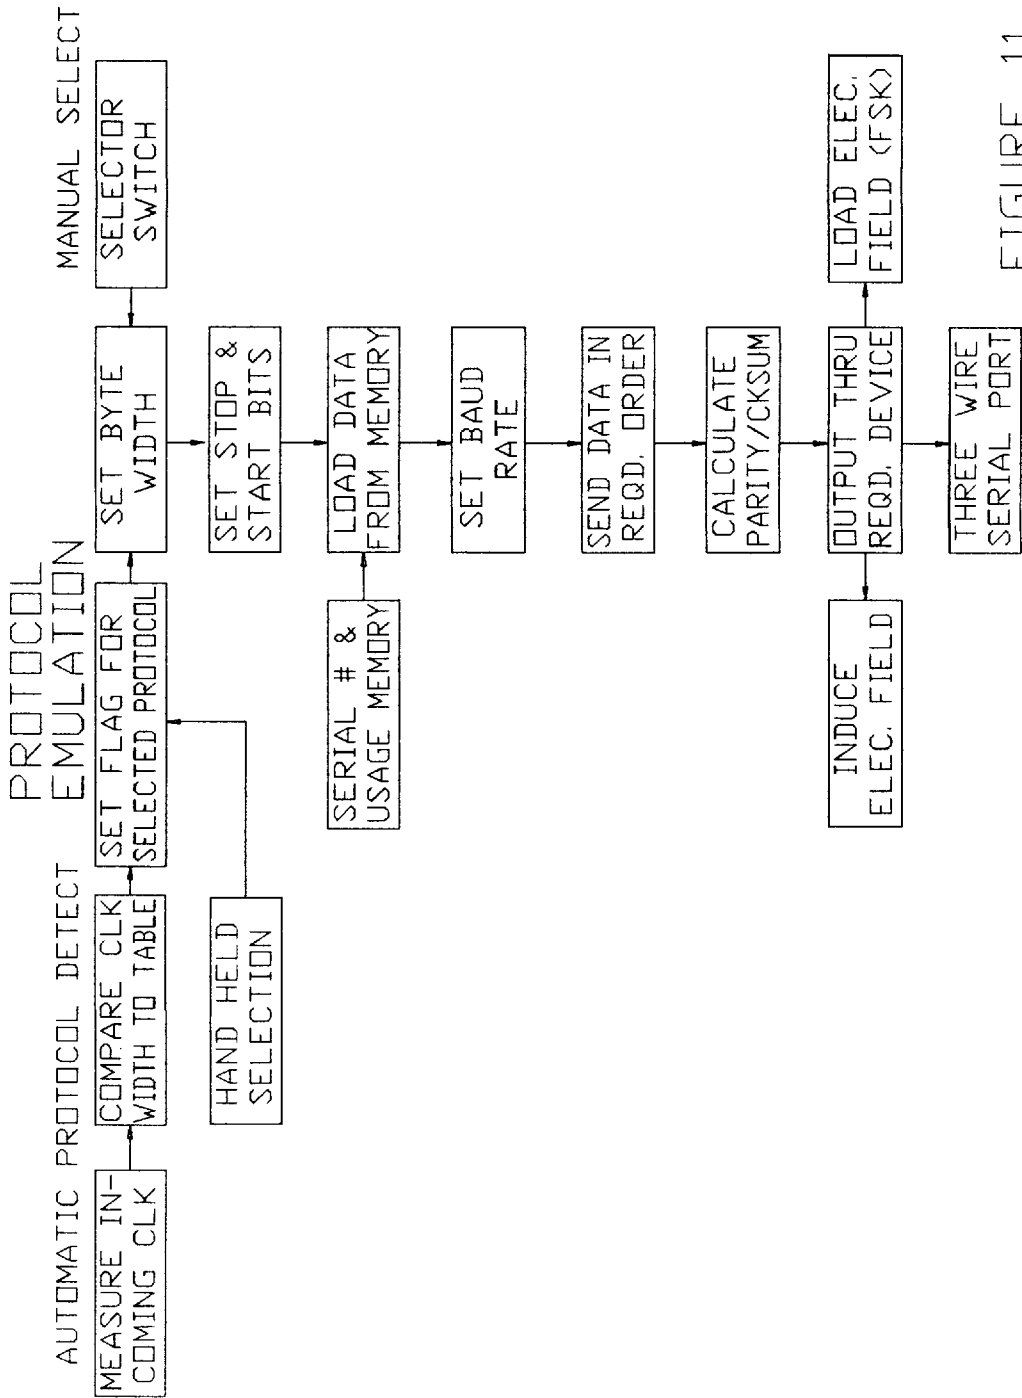 PROTOCOL
EMULATION
AUTOMATIC PROTOCOL DETECT
MANUAL SELECT
MEASURE IN-
COMING CLK
COMPARE CLK
WIDTH TO TABLE
SET FLAG FOR
SELECTED PROTOCOL
SET BYTE
WIDTH
SELECTOR
SWITCH
HAND HELD
SELECTION
SET STOP &
START BITS
SERIAL # &
USAGE MEMORY
LOAD DATA
FROM MEMORY
SET BAUD
RATE
SEND DATA IN
REQD. ORDER
CALCULATE
PARITY/CKSUM
INDUCE
ELEC. FIELD
OUTPUT THRU
REQD. DEVICE
LOAD ELEC.
FIELD (FSK)
THREE WIRE
SERIAL PORT
FIGURE 11